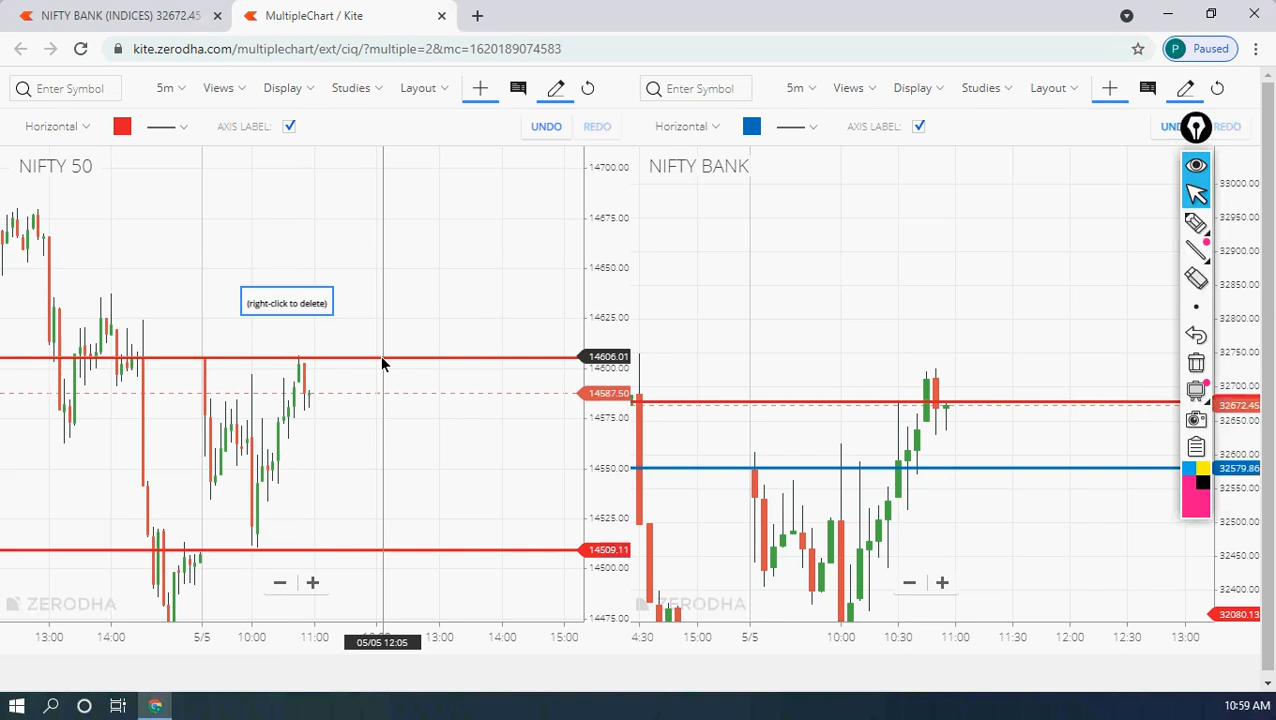 NIFTY BANK (INDICES) 32672.45
MultipleChart / Kite
kite.zerodha.com/multiplechart/ext/ciq/?multiple=2&mc=1620189074583
P Paused
Enter Symbol 5m Views Display Studies Layout
Enter Symbol 5m Views Display Studies Layout
Horizontal AXIS LABEL: UNDO REDO
Horizontal AXIS LABEL: REDO
NIFTY 50
14700.00
14675.00
14650.00
14625.00
14606.01
14600.00
14587.50
14575.00
14550.00
14525.00
14509.11
14500.00
14475.00
(right-click to delete)
ZERODHA
13:00 14:00 5/5 10:00 11:00 13:00 14:00 15:00
05/05 12:05
NIFTY BANK
33000.00
32950.00
32900.00
32850.00
32800.00
32750.00
32700.00
32672.45
32650.00
32600.00
32579.86
32550.00
32500.00
32450.00
32400.00
32080.13
ZERODHA
4:30 15:00 5/5 10:00 10:30 11:00 11:30 12:00 12:30 13:00
10:59 AM